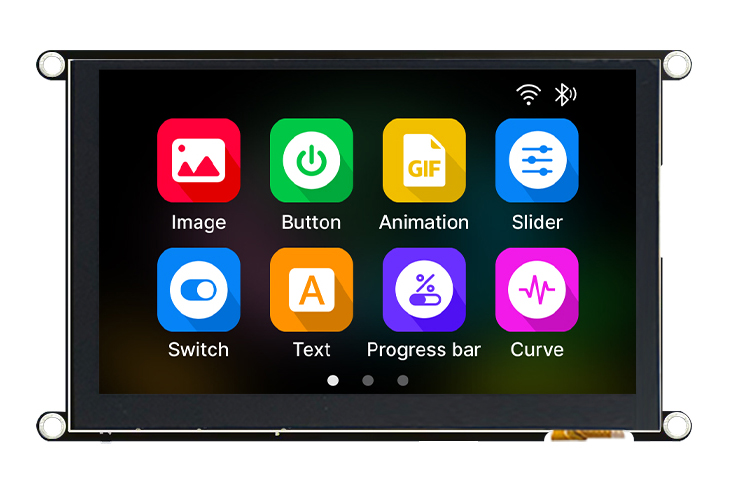 GIF
Image
Button
Animation
Slider
A
%
Switch
Text
Progress bar
Curve